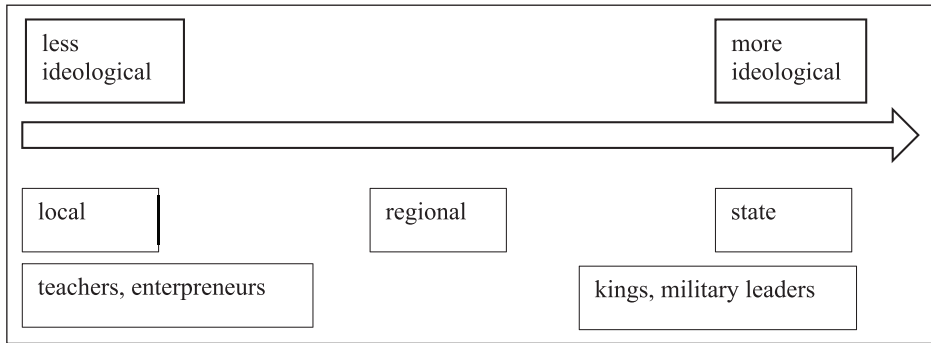 less
ideological
more
ideological
local
regional
state
teachers, enterpreneurs
kings, military leaders